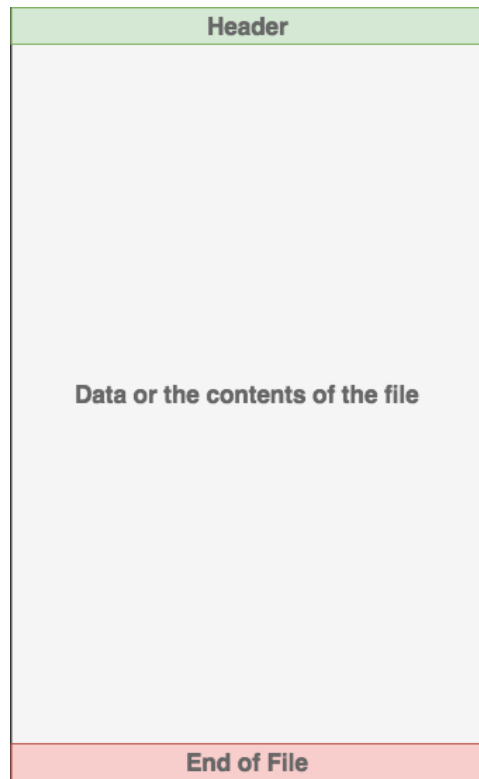 Header
Data or the contents of the file
End of File